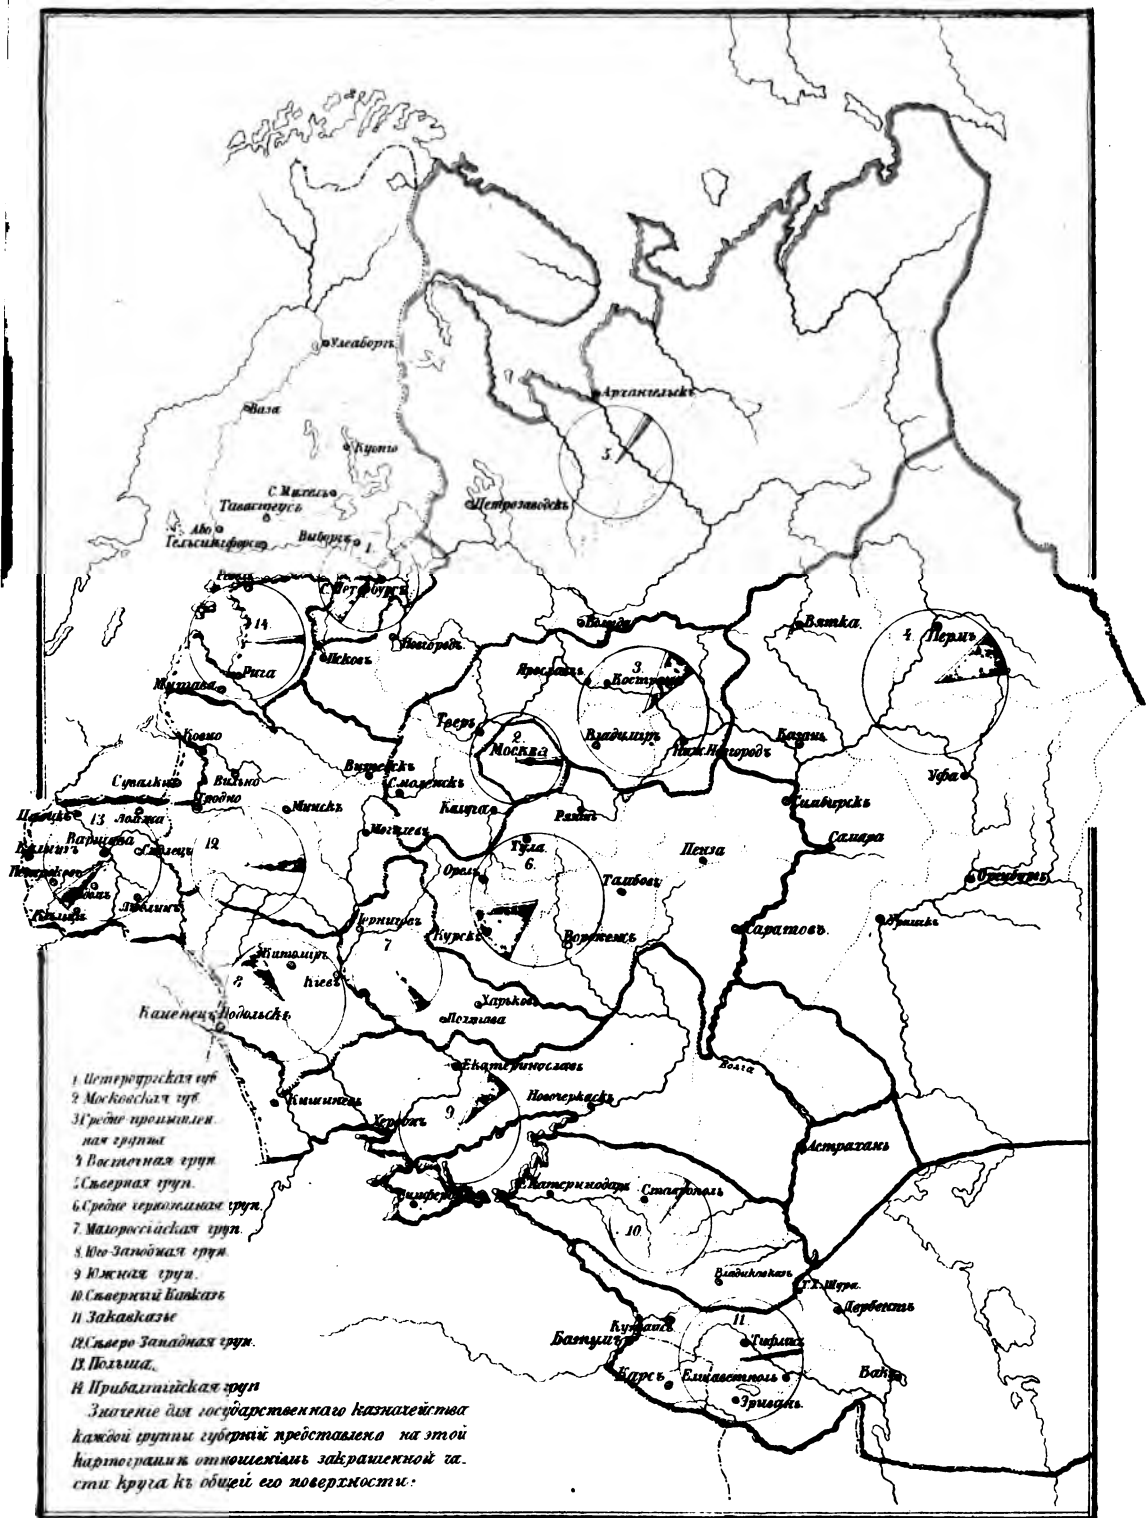 Улеаборгъ
Ваза
Куопіо
С. Михель
Тавастгусъ
Або
Гельсингфорсъ
Выборгъ
1.
Архангельскъ
5
Петрозаводскъ
С. Петербургъ
14
Рига
Митава
Псковъ
Новгородъ
Вологда
Вятка
4 Пермь
Ярославль
3.
Кострома
Тверь
2
Москва
Владиміръ
Ниж. Новгородъ
Казань
Уфа
Ковно
Сувалки
Вильно
Гродно
Витебскъ
Смоленскъ
Минскъ
Калуга
Рязань
Симбирскъ
Самара
13
Ломжа
Варшава
Сѣдлецъ
12
Могилевъ
Тула
6
Пенза
Орелъ
Тамбовъ
Оренбургъ
Люблинъ
Черниговъ
Курскъ
Воронежъ
Саратовъ.
Уральскъ
7
Житоміръ
8
Кіевъ
Харьковъ
Полтава
Каменецъ Подольскъ
Екатеринославъ
Волга
Кишиневъ
Херсонъ
9
Новочеркаскъ
Астрахань
Екатеринодаръ
Ставрополь
10
Владикавказъ
Т.Х. Шура.
Дербентъ
11
Кутаисъ
Батумъ
Тифлисъ
Карсъ
Елисаветполь
Баку
Эривань
1 Петербургская губ
2 Московская губ.
3 Средне промышлен.
ная группа
4 Восточная груп
5 Сѣверная груп.
6. Средне черноземная груп.
7. Малороссійская груп.
8. Юго-Западная груп
9 Южная груп.
10. Сѣверный Кавказъ
11 Закавказье
12. Сѣверо Западная груп.
13. Польша.
14 Прибалтійская груп
Значеніе для государственнаго казначейства
каждой группы губерній представлено на этой
картограммѣ отношеніемъ закрашенной ча-
сти круга къ общей его поверхности: